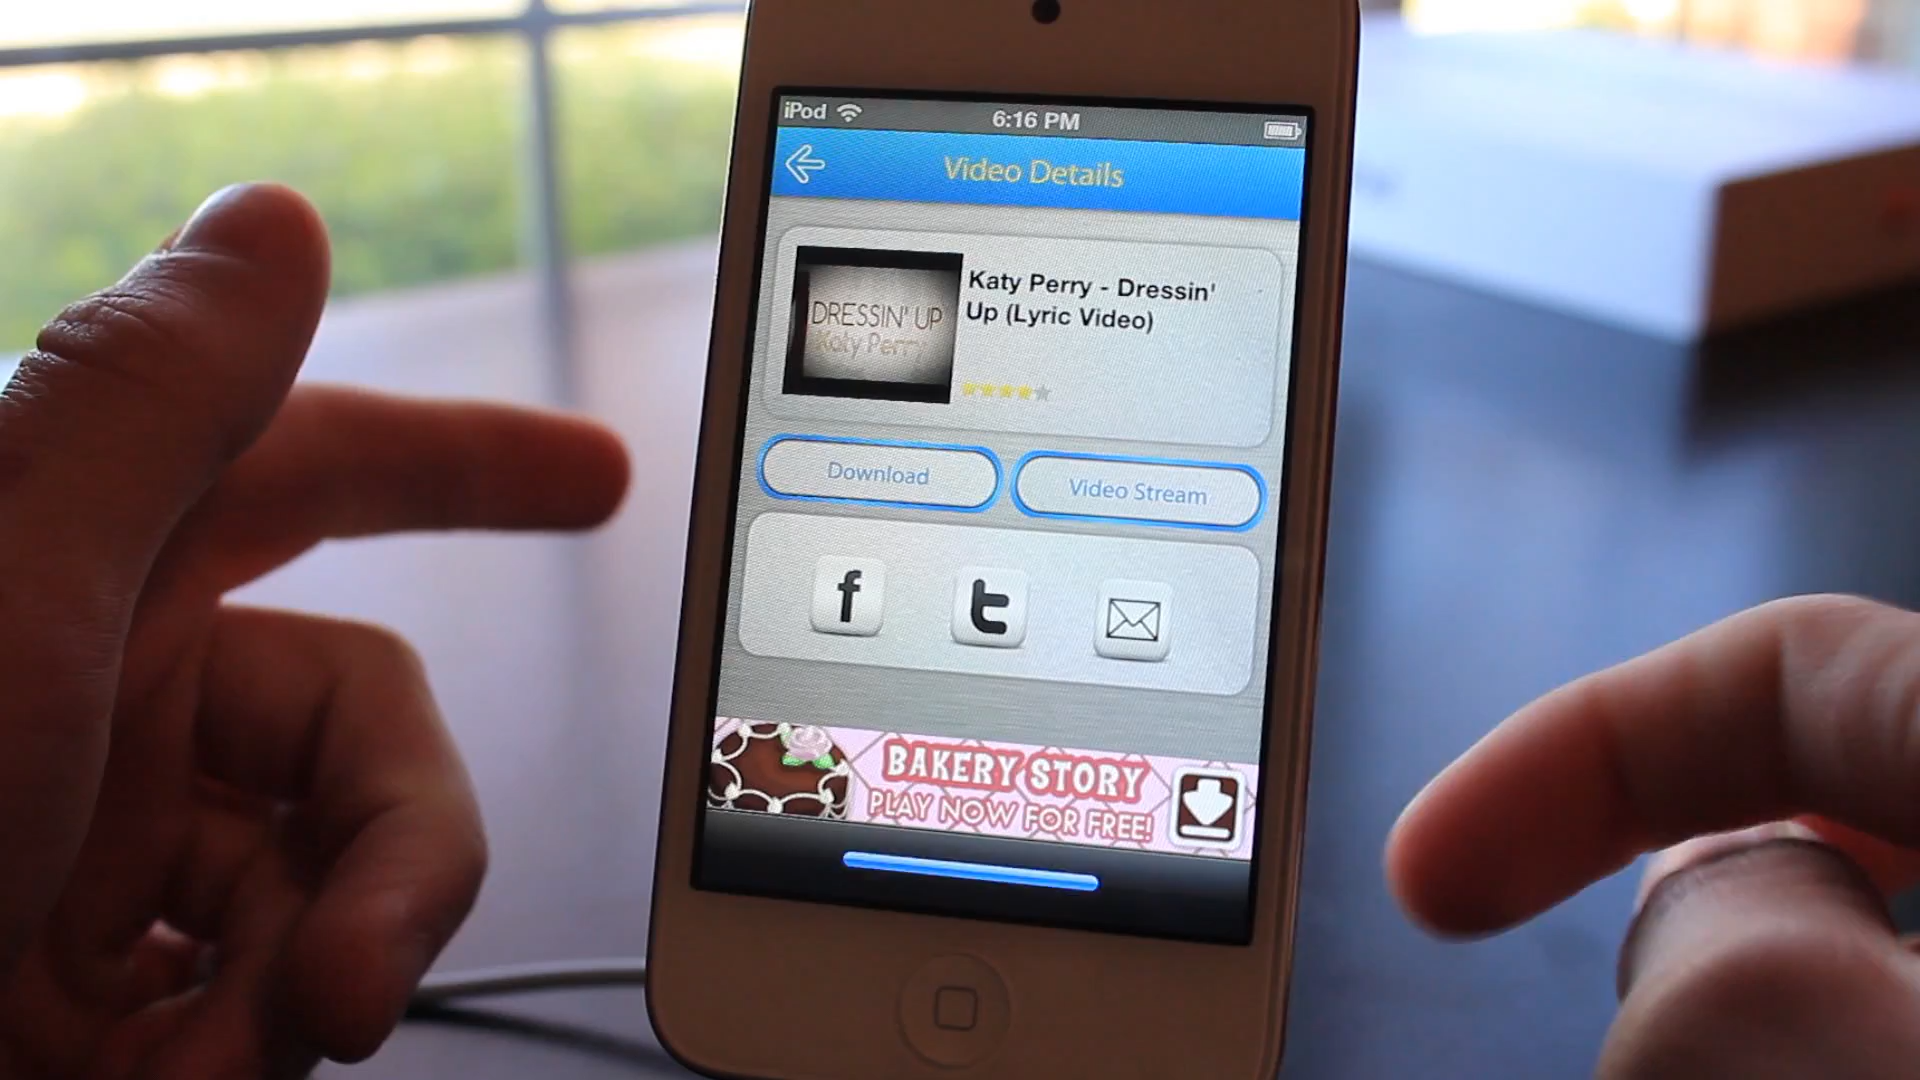 iPod
6:16 PM
Video Details
DRESSIN' UP
Katy Perry
Katy Perry - Dressin'
Up (Lyric Video)
Download
Video Stream
f
t
BAKERY STORY
PLAY NOW FOR FREE!